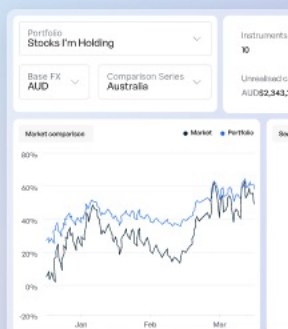 Portfolio
Stocks I'm Holding
Base FX
AUD
Comparison Series
Australia
Instruments
10
Unrealised c
AUD$2,343,
Market comparison
Market
Portfolio
80%
60%
40%
20%
0%
-20%
Jan
Feb
Mar